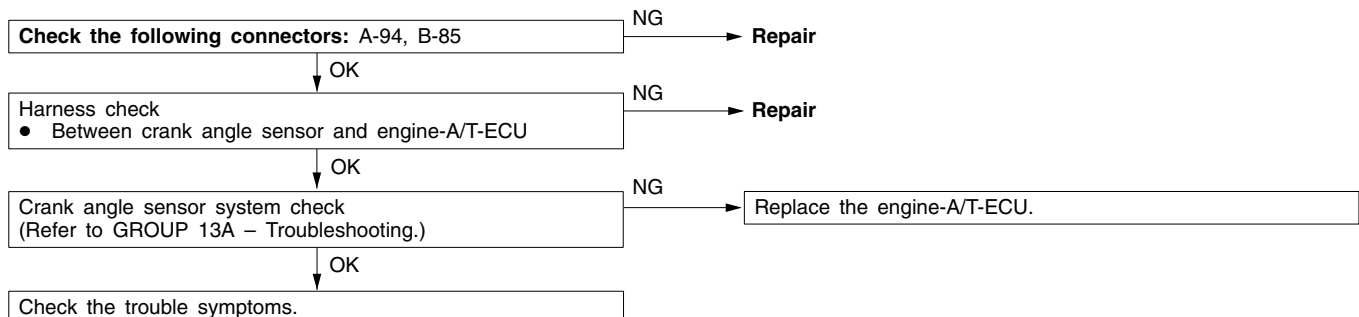 NG
Check the following connectors: A-94, B-85
Repair
OK
NG
Harness check
● Between crank angle sensor and engine-A/T-ECU
Repair
OK
NG
Crank angle sensor system check
(Refer to GROUP 13A – Troubleshooting.)
Replace the engine-A/T-ECU.
OK
Check the trouble symptoms.